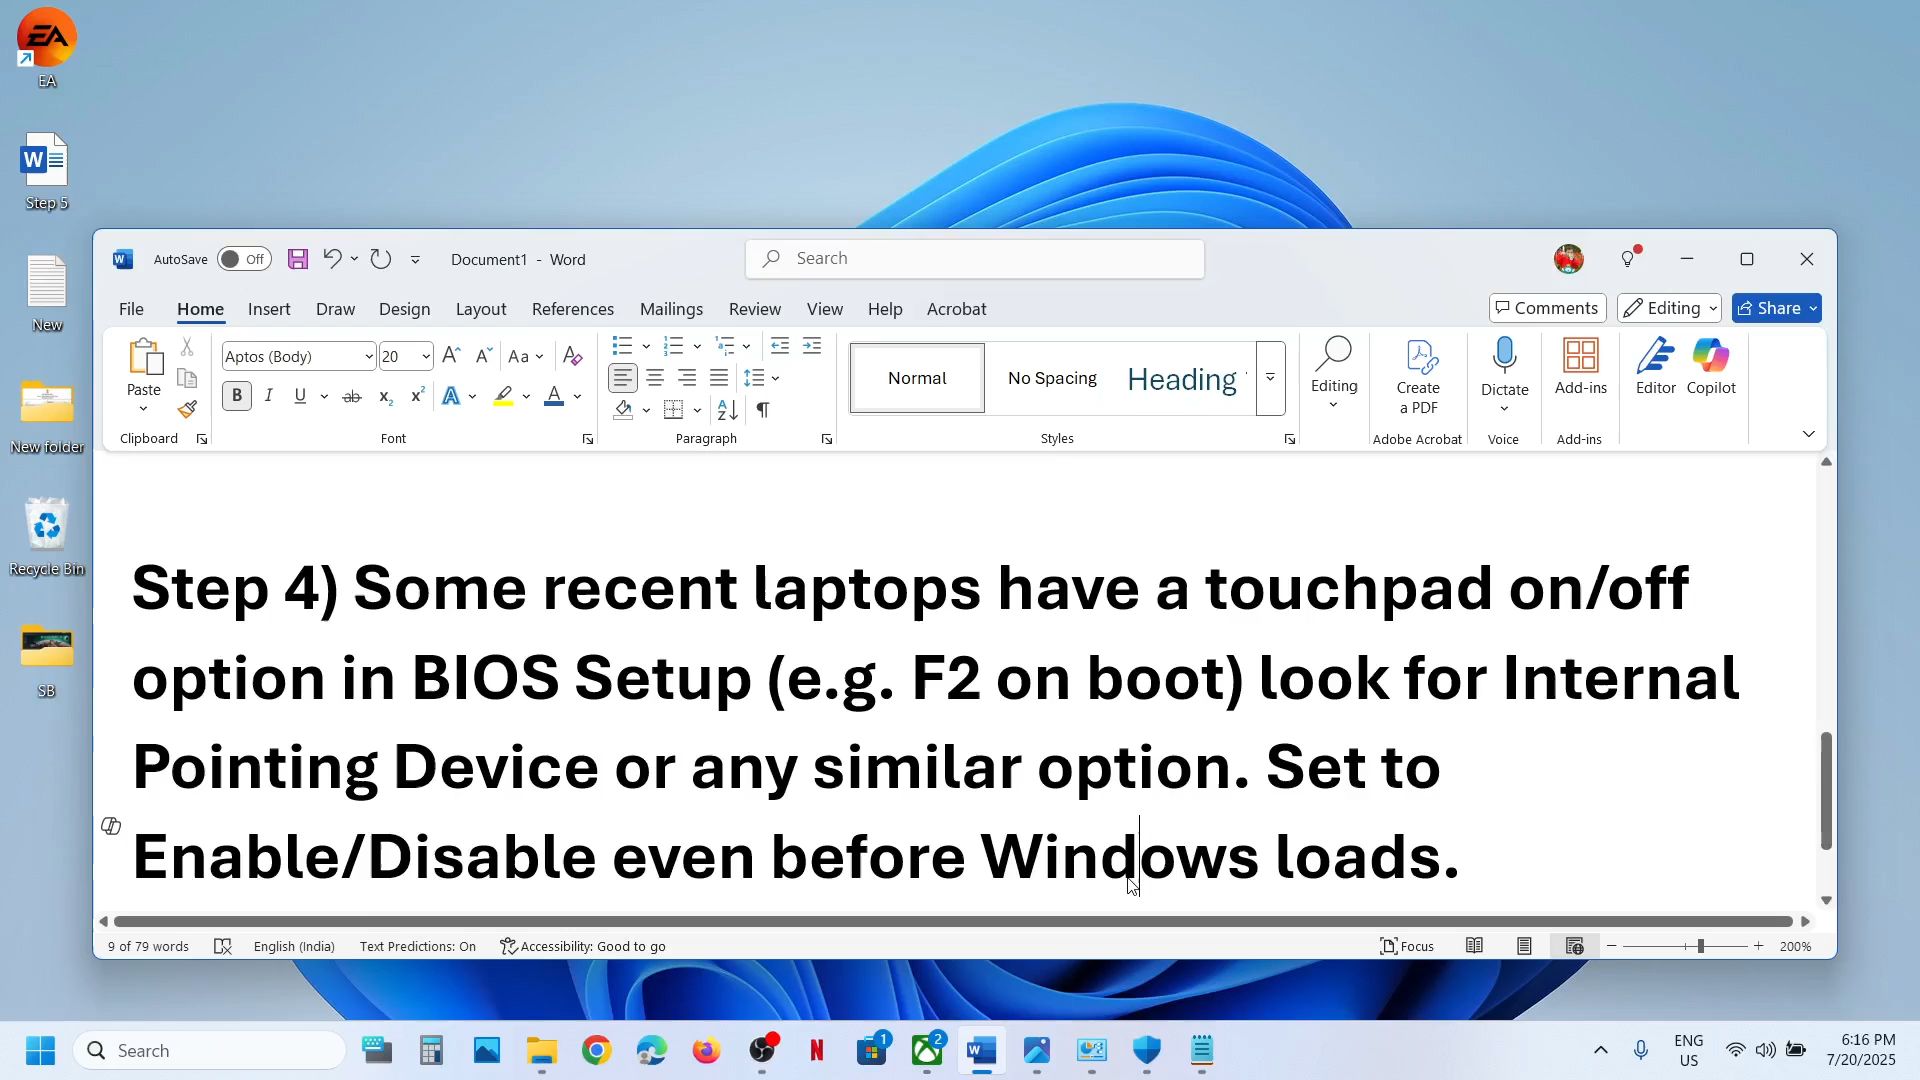 EA
EA
Step 5
New
New folder
Recycle Bin
SB
AutoSave Off Document1 - Word Search
File Home Insert Draw Design Layout References Mailings Review View Help Acrobat Comments Editing Share
Paste Aptos (Body) 20 Normal No Spacing Heading Editing Create a PDF Dictate Add-ins Editor Copilot
Clipboard Font Paragraph Styles Adobe Acrobat Voice Add-ins
Step 4) Some recent laptops have a touchpad on/off
option in BIOS Setup (e.g. F2 on boot) look for Internal
Pointing Device or any similar option. Set to
Enable/Disable even before Windows loads.
9 of 79 words English (India) Text Predictions: On Accessibility: Good to go Focus 200%
Search 1 2 ENG US 6:16 PM 7/20/2025